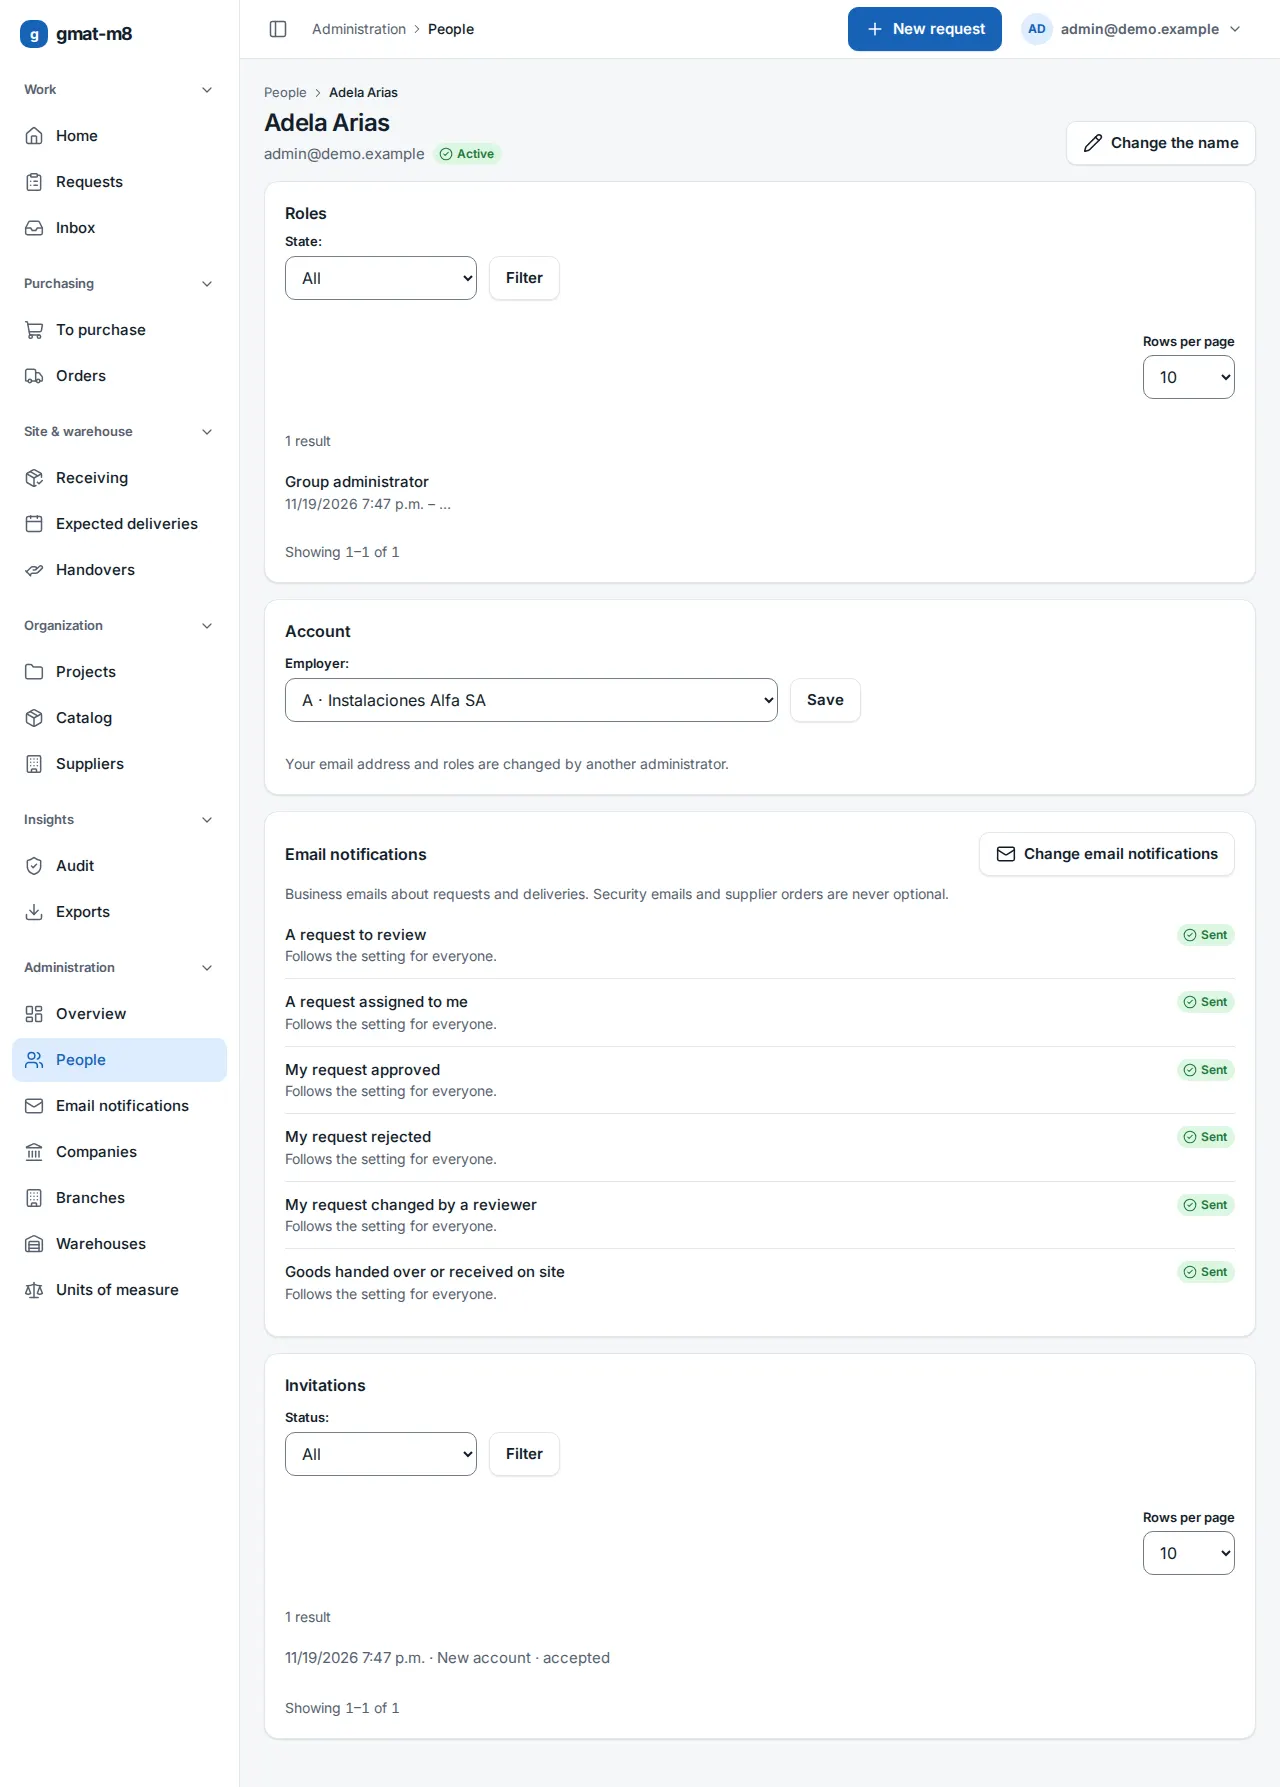 g gmat-m8
Work
Home
Requests
Inbox
Purchasing
To purchase
Orders
Site & warehouse
Receiving
Expected deliveries
Handovers
Organization
Projects
Catalog
Suppliers
Insights
Audit
Exports
Administration
Overview
People
Email notifications
Companies
Branches
Warehouses
Units of measure
Administration > People
New request
AD admin@demo.example
People > Adela Arias
Adela Arias
admin@demo.example Active
Change the name
Roles
State:
All Filter
Rows per page
10
1 result
Group administrator
11/19/2026 7:47 p.m. – ...
Showing 1–1 of 1
Account
Employer:
A · Instalaciones Alfa SA Save
Your email address and roles are changed by another administrator.
Email notifications Change email notifications
Business emails about requests and deliveries. Security emails and supplier orders are never optional.
A request to review Sent
Follows the setting for everyone.
A request assigned to me Sent
Follows the setting for everyone.
My request approved Sent
Follows the setting for everyone.
My request rejected Sent
Follows the setting for everyone.
My request changed by a reviewer Sent
Follows the setting for everyone.
Goods handed over or received on site Sent
Follows the setting for everyone.
Invitations
Status:
All Filter
Rows per page
10
1 result
11/19/2026 7:47 p.m. · New account · accepted
Showing 1–1 of 1